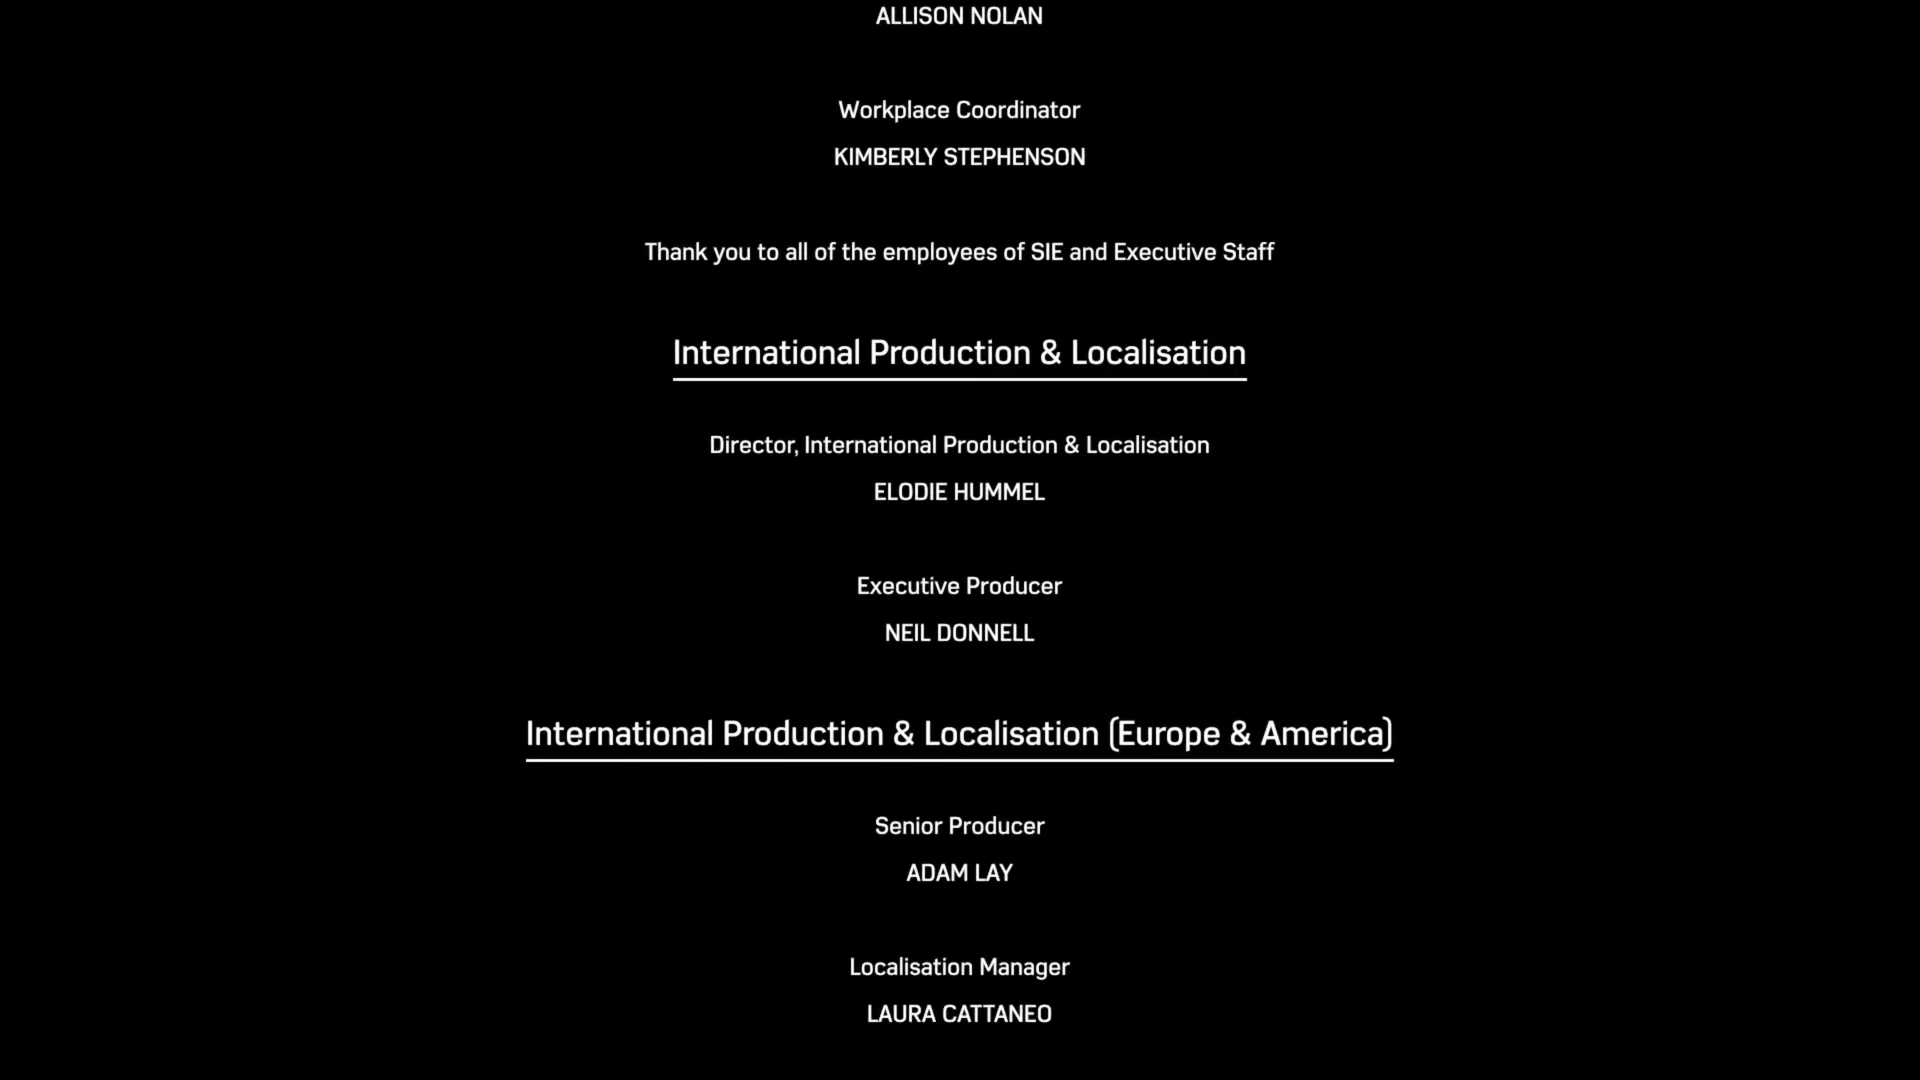 ALLISON NOLAN
Workplace Coordinator
KIMBERLY STEPHENSON
Thank you to all of the employees of SIE and Executive Staff
International Production & Localisation
Director, International Production & Localisation
ELODIE HUMMEL
Executive Producer
NEIL DONNELL
International Production & Localisation (Europe & America)
Senior Producer
ADAM LAY
Localisation Manager
LAURA CATTANEO